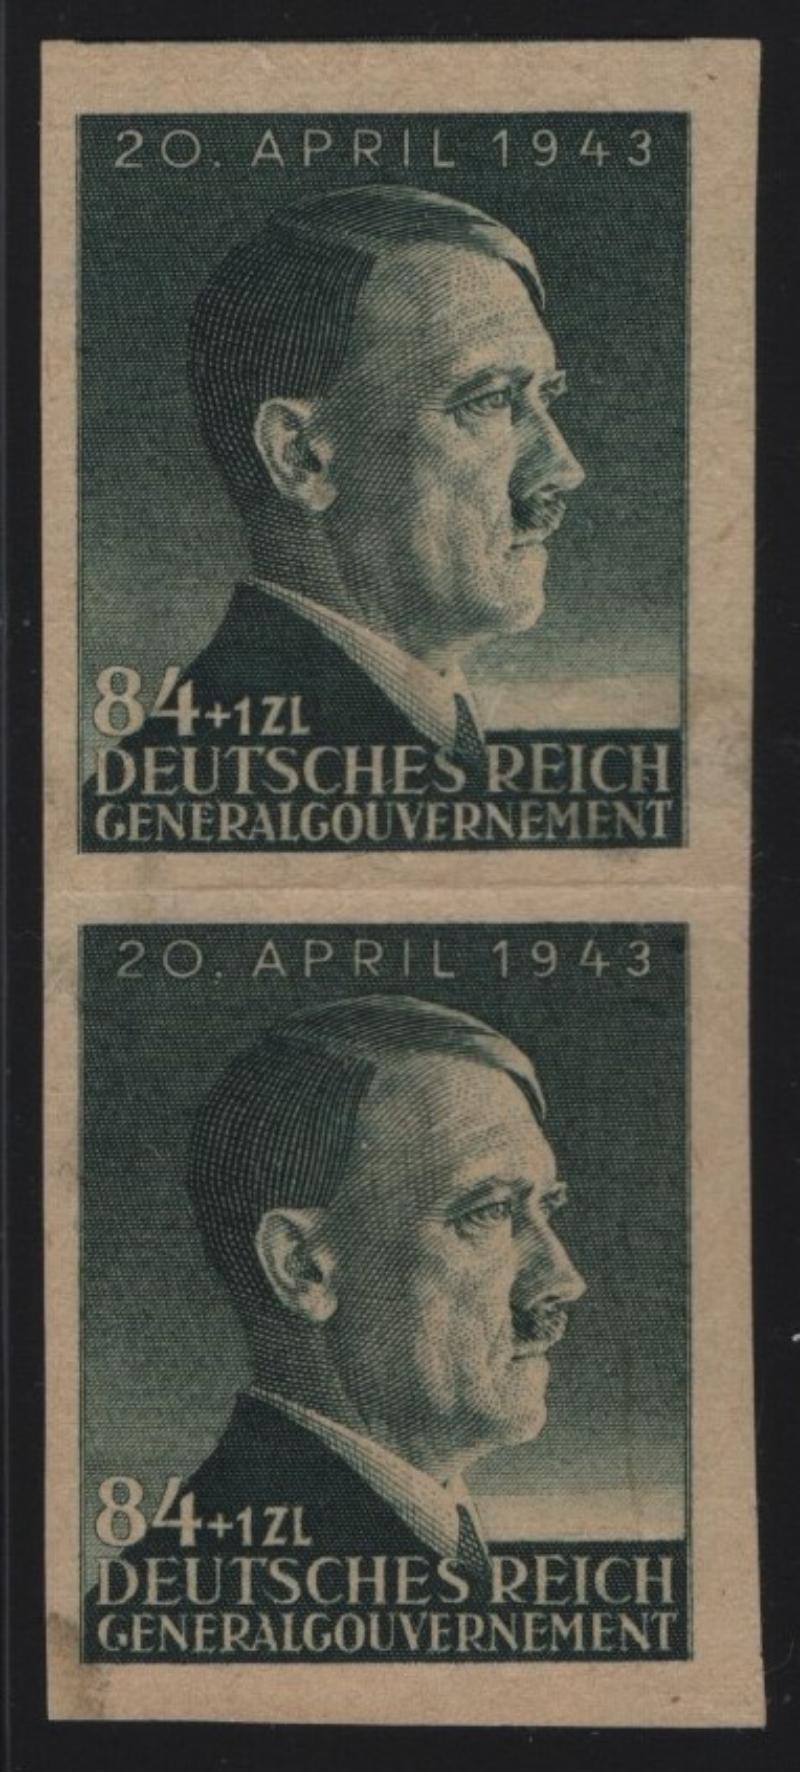 20. APRIL 1943
84+1ZL
DEUTSCHES REICH
GENERALGOUVERNEMENT
20. APRIL 1943
84+1ZL
DEUTSCHES REICH
GENERALGOUVERNEMENT